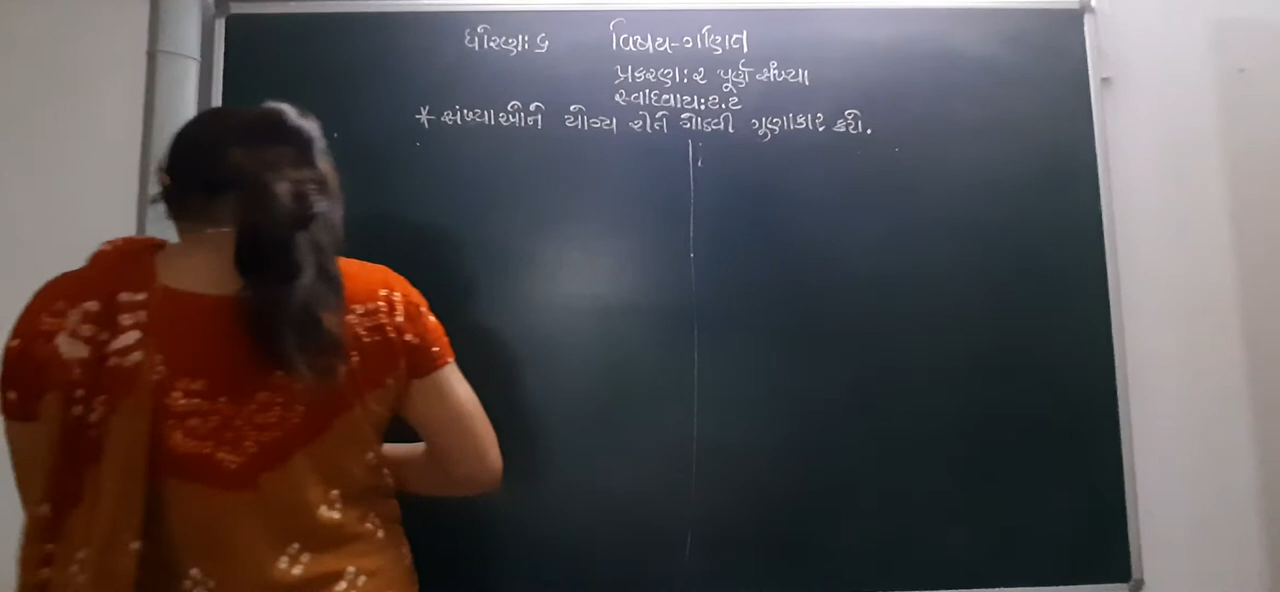 ધોરણ: ૬ વિષય-ગણિત
પ્રકરણ: ૨ પૂર્ણ સંખ્યા
સ્વાધ્યાય: ૨.૨
* સંખ્યાઓને યોગ્ય રીતે ગોઠવી ગુણાકાર કરો.